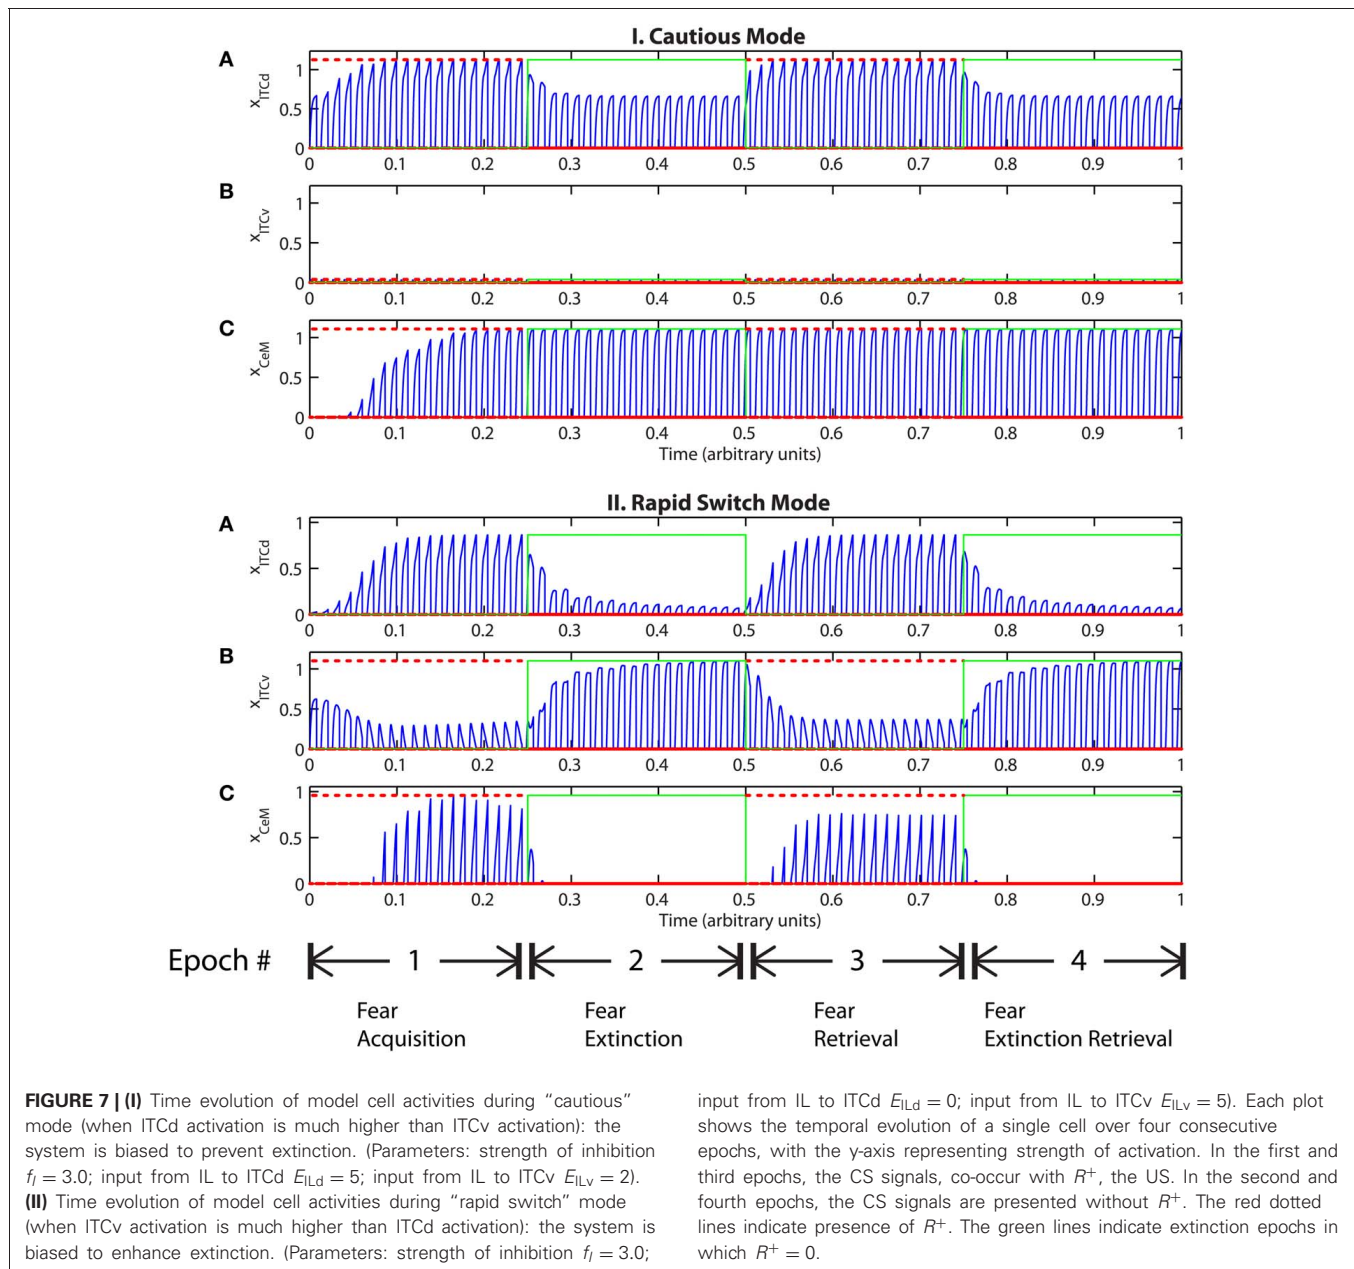 I. Cautious Mode
A
x_ITCd
1
0.5
0
0 0.1 0.2 0.3 0.4 0.5 0.6 0.7 0.8 0.9 1
B
x_ITCv
1
0.5
0
0 0.1 0.2 0.3 0.4 0.5 0.6 0.7 0.8 0.9 1
C
x_CeM
1
0.5
0
0 0.1 0.2 0.3 0.4 0.5 0.6 0.7 0.8 0.9 1
Time (arbitrary units)
II. Rapid Switch Mode
A
x_ITCd
1
0.5
0
0 0.1 0.2 0.3 0.4 0.5 0.6 0.7 0.8 0.9 1
B
x_ITCv
1
0.5
0
0 0.1 0.2 0.3 0.4 0.5 0.6 0.7 0.8 0.9 1
C
x_CeM
1
0.5
0
0 0.1 0.2 0.3 0.4 0.5 0.6 0.7 0.8 0.9 1
Time (arbitrary units)
Epoch # 1 2 3 4
Fear Acquisition
Fear Extinction
Fear Retrieval
Fear Extinction Retrieval
FIGURE 7 | (I) Time evolution of model cell activities during “cautious”
mode (when ITCd activation is much higher than ITCv activation): the
system is biased to prevent extinction. (Parameters: strength of inhibition
f_I = 3.0; input from IL to ITCd E_ILd = 5; input from IL to ITCv E_ILv = 2).
(II) Time evolution of model cell activities during “rapid switch” mode
(when ITCv activation is much higher than ITCd activation): the system is
biased to enhance extinction. (Parameters: strength of inhibition f_I = 3.0;
input from IL to ITCd E_ILd = 0; input from IL to ITCv E_ILv = 5). Each plot
shows the temporal evolution of a single cell over four consecutive
epochs, with the y-axis representing strength of activation. In the first and
third epochs, the CS signals, co-occur with R⁺, the US. In the second and
fourth epochs, the CS signals are presented without R⁺. The red dotted
lines indicate presence of R⁺. The green lines indicate extinction epochs in
which R⁺ = 0.